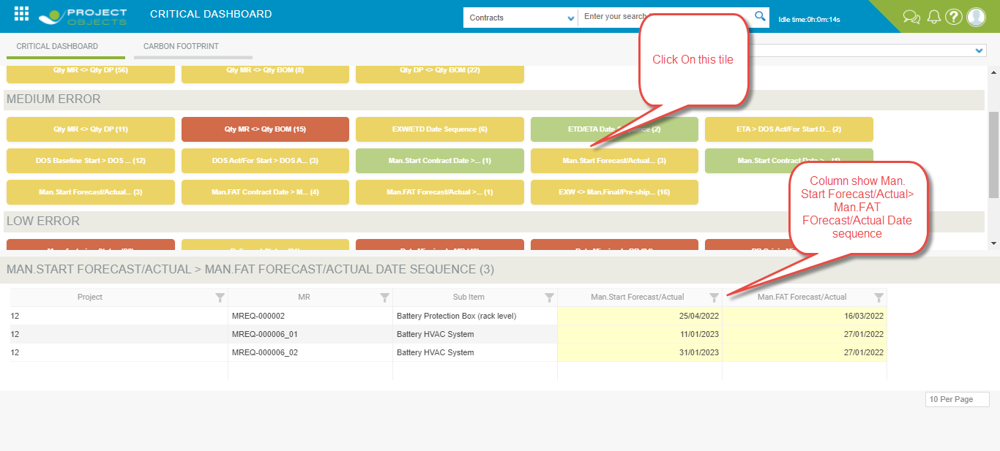 PROJECT
OBJECTS
CRITICAL DASHBOARD
Contracts
Enter your search
Idle time:0h:0m:14s
CRITICAL DASHBOARD
CARBON FOOTPRINT
Click On this tile
Qty MR <> Qty DP (56)
Qty MR <> Qty BOM (8)
Qty DP <> Qty BOM (22)
MEDIUM ERROR
Qty MR <> Qty DP (11)
Qty MR <> Qty BOM (15)
EXW/ETD Date Sequence (6)
ETD/ETA Date Sequence (2)
ETA > DOS Act/For Start D... (2)
DOS Baseline Start > DOS ... (12)
DOS Act/For Start > DOS A... (3)
Man.Start Contract Date >... (1)
Man.Start Forecast/Actual... (3)
Man.Start Contract Date >... (1)
Man.Start Forecast/Actual... (3)
Man.FAT Contract Date > M... (4)
Man.FAT Forecast/Actual >... (1)
EXW <> Man.Final/Pre-ship... (16)
Column show Man.
Start Forecast/Actual>
Man.FAT
FOrecast/Actual Date
sequence
LOW ERROR
MAN.START FORECAST/ACTUAL > MAN.FAT FORECAST/ACTUAL DATE SEQUENCE (3)
Project
MR
Sub Item
Man.Start Forecast/Actual
Man.FAT Forecast/Actual
12
MREQ-000002
Battery Protection Box (rack level)
25/04/2022
16/03/2022
12
MREQ-000006_01
Battery HVAC System
11/01/2023
27/01/2022
12
MREQ-000006_02
Battery HVAC System
31/01/2023
27/01/2022
10 Per Page